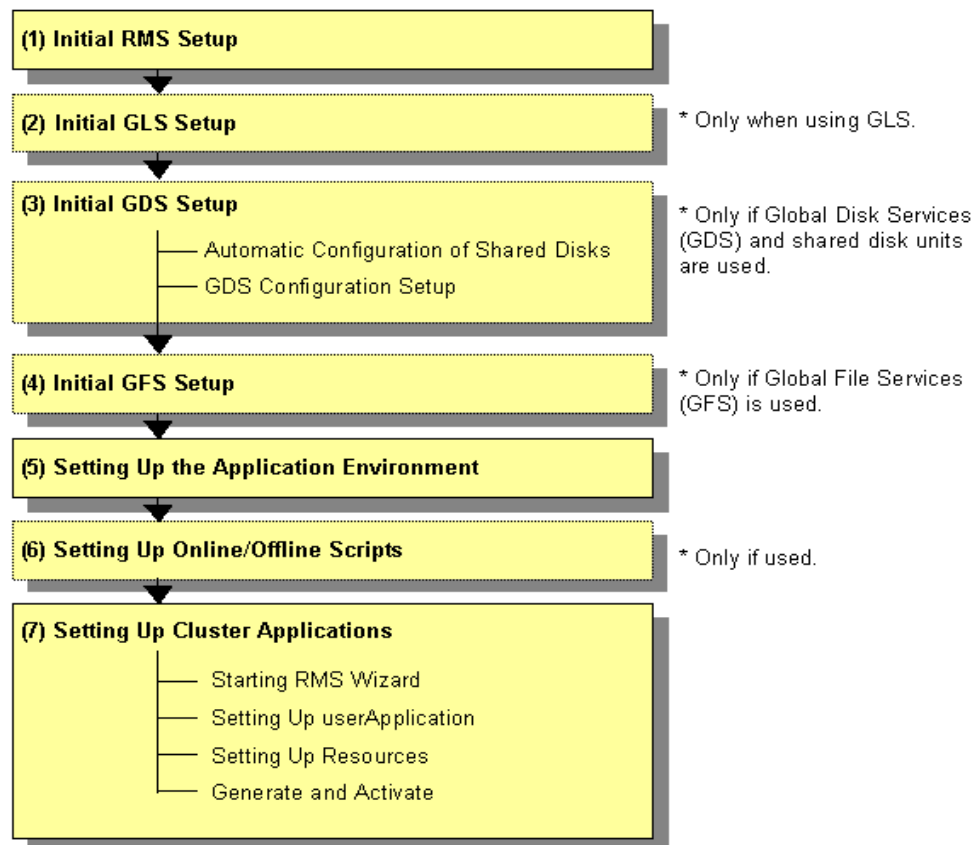 (1) Initial RMS Setup
(2) Initial GLS Setup
* Only when using GLS.
(3) Initial GDS Setup
Automatic Configuration of Shared Disks
GDS Configuration Setup
* Only if Global Disk Services
(GDS) and shared disk units
are used.
(4) Initial GFS Setup
* Only if Global File Services
(GFS) is used.
(5) Setting Up the Application Environment
(6) Setting Up Online/Offline Scripts
* Only if used.
(7) Setting Up Cluster Applications
Starting RMS Wizard
Setting Up userApplication
Setting Up Resources
Generate and Activate